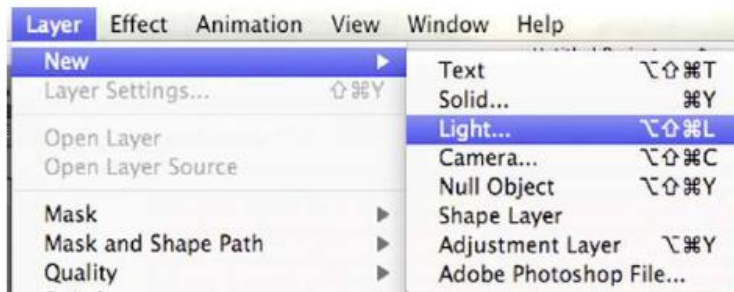 Layer Effect Animation View Window Help
New
Layer Settings... ⇧⌘Y
Open Layer
Open Layer Source
Mask
Mask and Shape Path
Quality
Text ⌥⇧⌘T
Solid... ⌘Y
Light... ⌥⇧⌘L
Camera... ⌥⇧⌘C
Null Object ⌥⇧⌘Y
Shape Layer
Adjustment Layer ⌥⌘Y
Adobe Photoshop File...